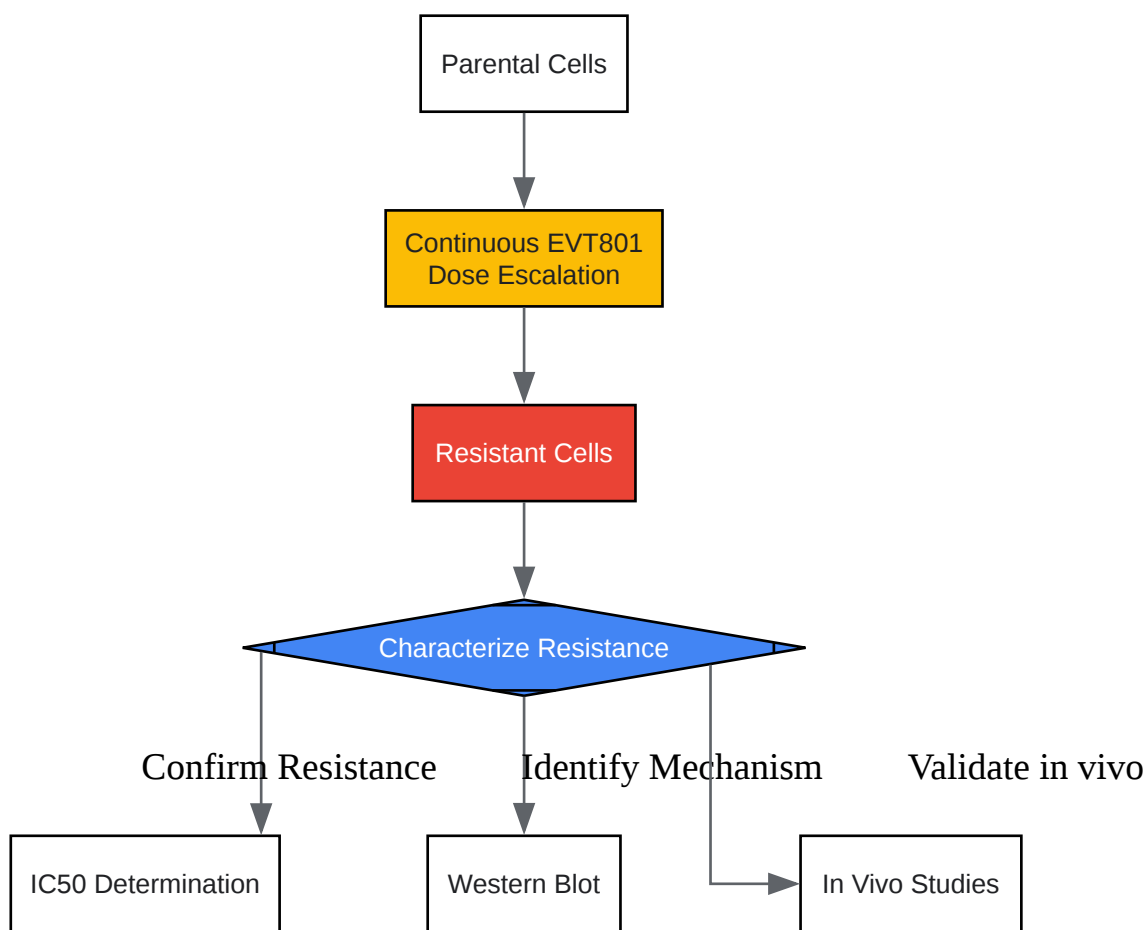 Parental Cells
Continuous EVT801
Dose Escalation
Resistant Cells
Characterize Resistance
Confirm Resistance
Identify Mechanism
Validate in vivo
IC50 Determination
Western Blot
In Vivo Studies